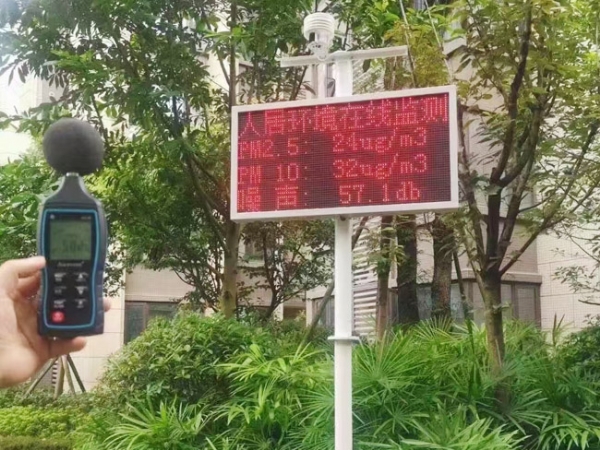 人居环境在线监测
PM2.5: 24ug/m3
PM 10: 32ug/m3
噪 声: 57.1db